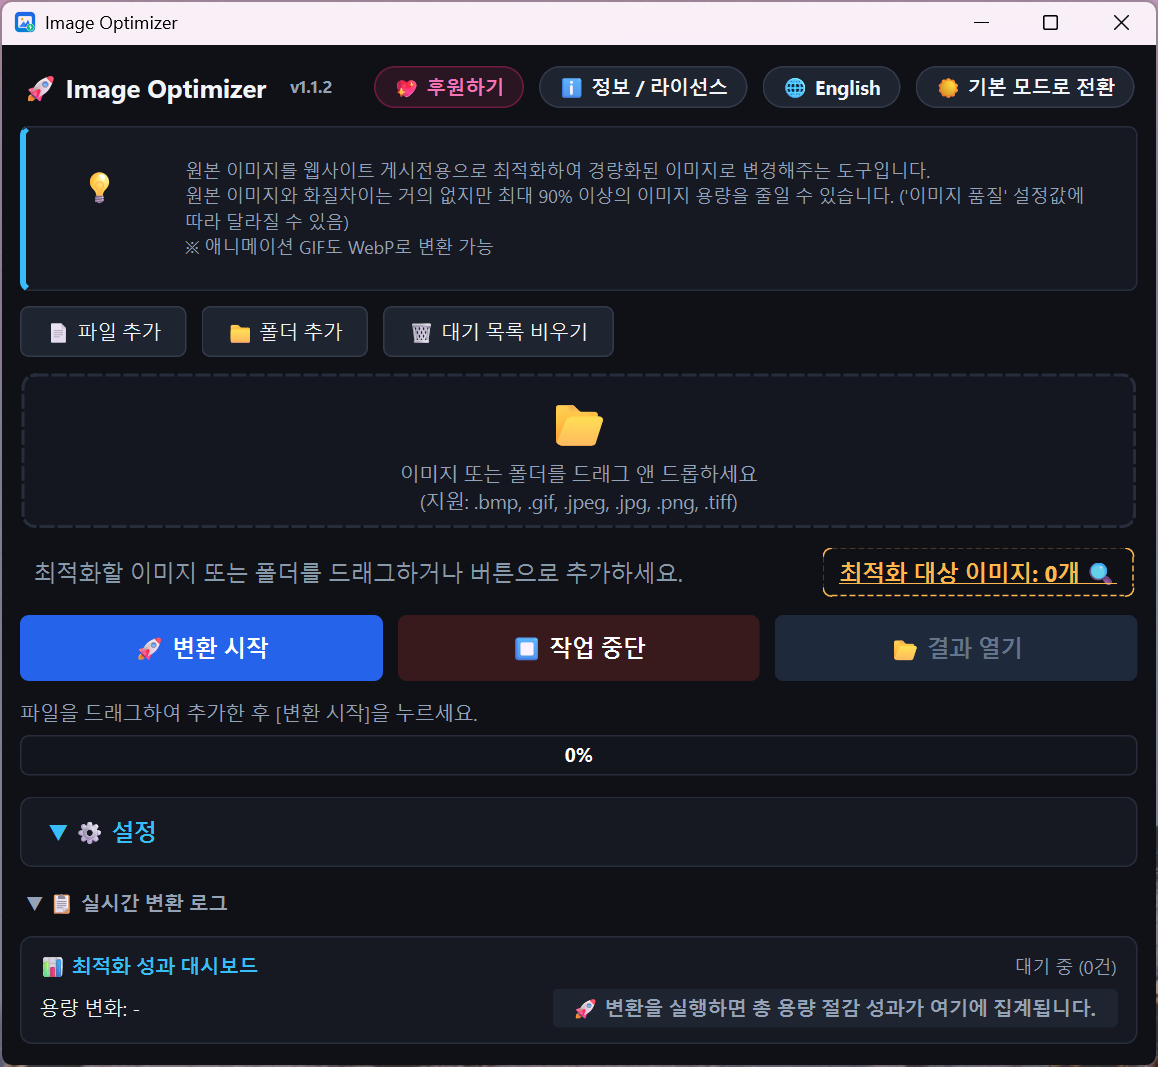 Image Optimizer
Image Optimizer v1.1.2
후원하기
정보 / 라이선스
English
기본 모드로 전환
원본 이미지를 웹사이트 게시전용으로 최적화하여 경량화된 이미지로 변경해주는 도구입니다.
원본 이미지와 화질차이는 거의 없지만 최대 90% 이상의 이미지 용량을 줄일 수 있습니다. ('이미지 품질' 설정값에
따라 달라질 수 있음)
※ 애니메이션 GIF도 WebP로 변환 가능
파일 추가
폴더 추가
대기 목록 비우기
이미지 또는 폴더를 드래그 앤 드롭하세요
(지원: .bmp, .gif, .jpeg, .jpg, .png, .tiff)
최적화할 이미지 또는 폴더를 드래그하거나 버튼으로 추가하세요.
최적화 대상 이미지: 0개
변환 시작
작업 중단
결과 열기
파일을 드래그하여 추가한 후 [변환 시작]을 누르세요.
0%
▼ 설정
▼ 실시간 변환 로그
최적화 성과 대시보드
대기 중 (0건)
용량 변화: -
변환을 실행하면 총 용량 절감 성과가 여기에 집계됩니다.